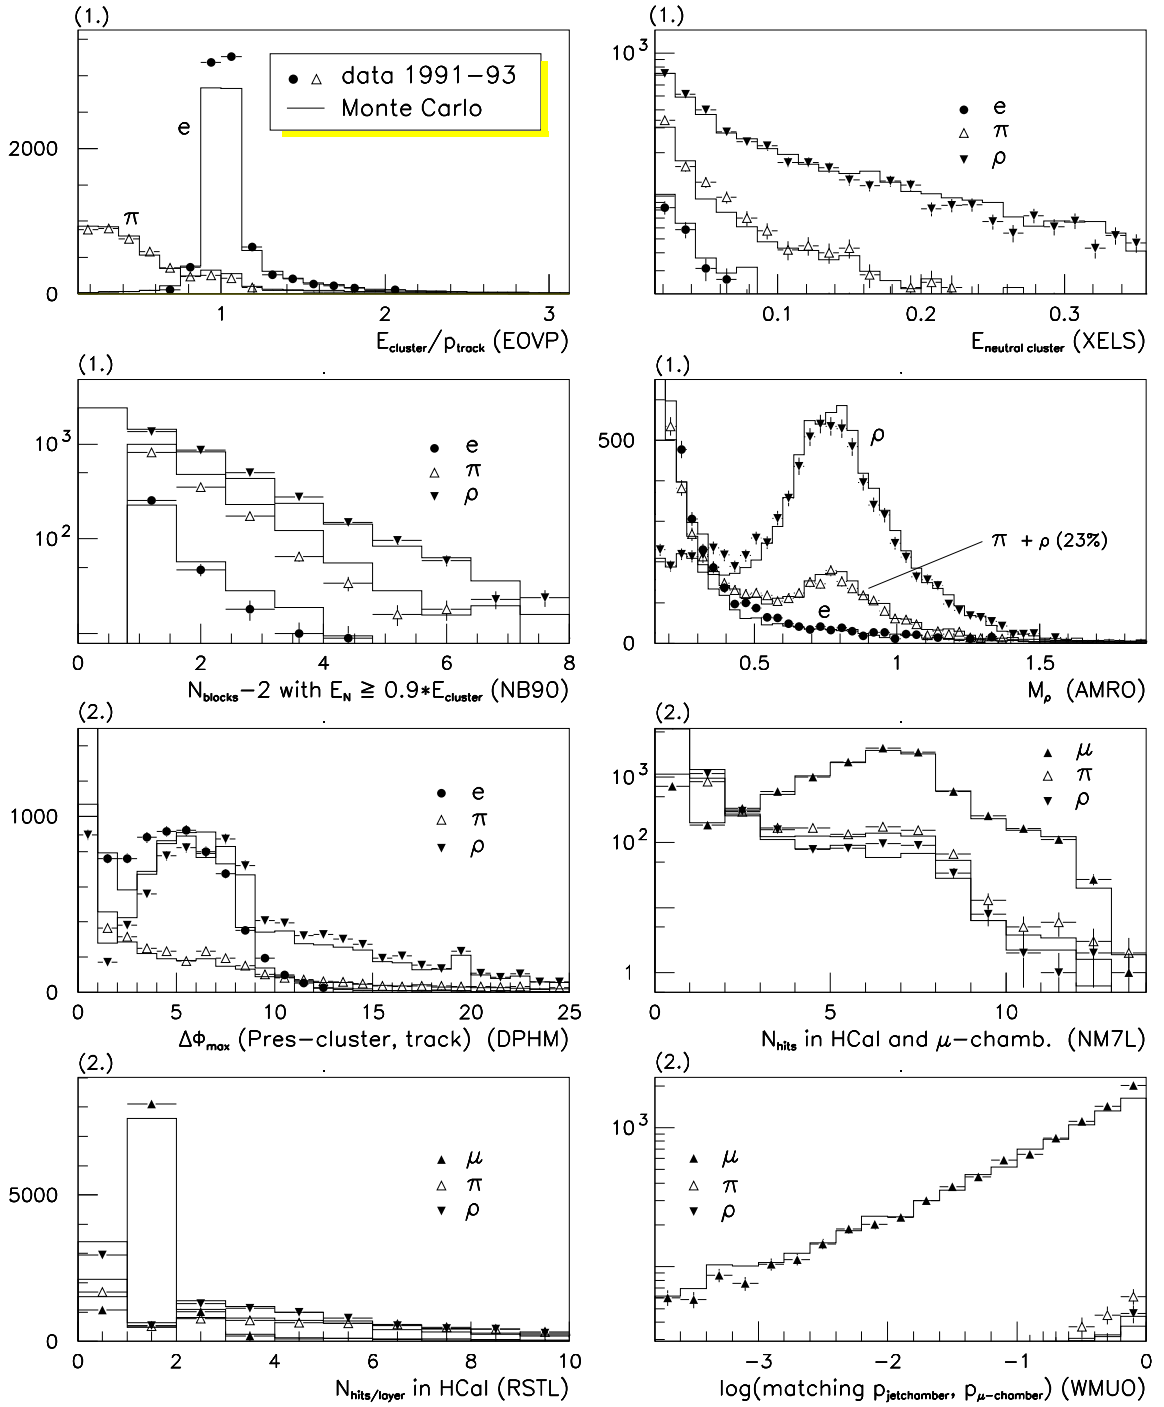 (1.)
2000
0
e
π
data 1991−93
Monte Carlo
1
2
3
E_cluster/p_track (EOVP)
(1.)
10^3
e
π
ρ
0.1
0.2
0.3
E_neutral cluster (XELS)
(1.)
10^3
10^2
e
π
ρ
0
2
4
6
8
N_blocks−2 with E_N ≧ 0.9*E_cluster (NB90)
(1.)
500
0
ρ
π + ρ (23%)
e
0.5
1
1.5
M_ρ (AMRO)
(2.)
1000
0
e
π
ρ
0
5
10
15
20
25
ΔΦ_max (Pres−cluster, track) (DPHM)
(2.)
10^3
10^2
1
μ
π
ρ
0
5
10
N_hits in HCal and μ−chamb. (NM7L)
(2.)
5000
0
μ
π
ρ
0
2
4
6
8
10
N_hits/layer in HCal (RSTL)
(2.)
10^3
μ
π
ρ
−3
−2
−1
0
log(matching p_jetchamber, p_μ−chamber) (WMUO)